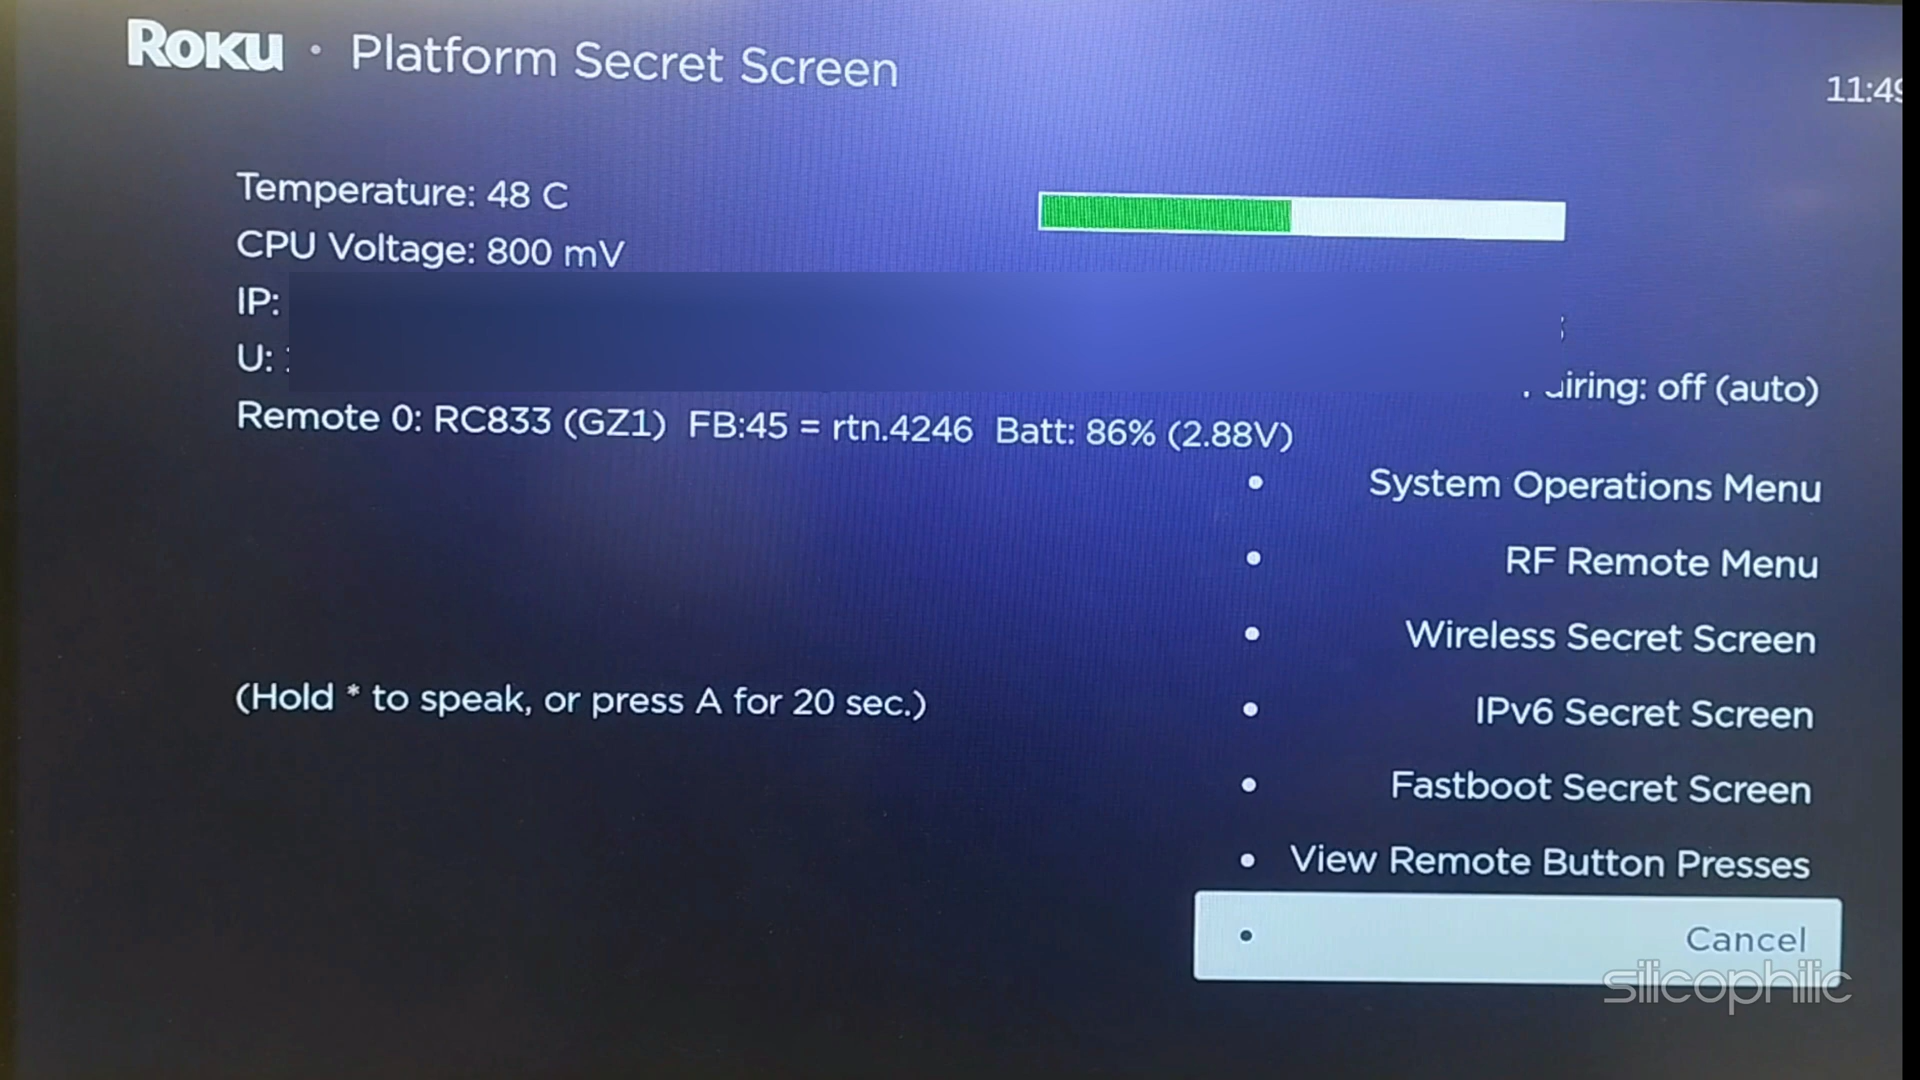 Roku • Platform Secret Screen
11:49
Temperature: 48 C
CPU Voltage: 800 mV
IP:
U:
(auto) off
Remote 0: RC833 (GZ1) FB:45 = rtn.4246 Batt: 86% (2.88V)
• System Operations Menu
• RF Remote Menu
• Wireless Secret Screen
• IPv6 Secret Screen
(Hold * to speak, or press A for 20 sec.)
• Fastboot Secret Screen
• View Remote Button Presses
• Cancel
silicophilic